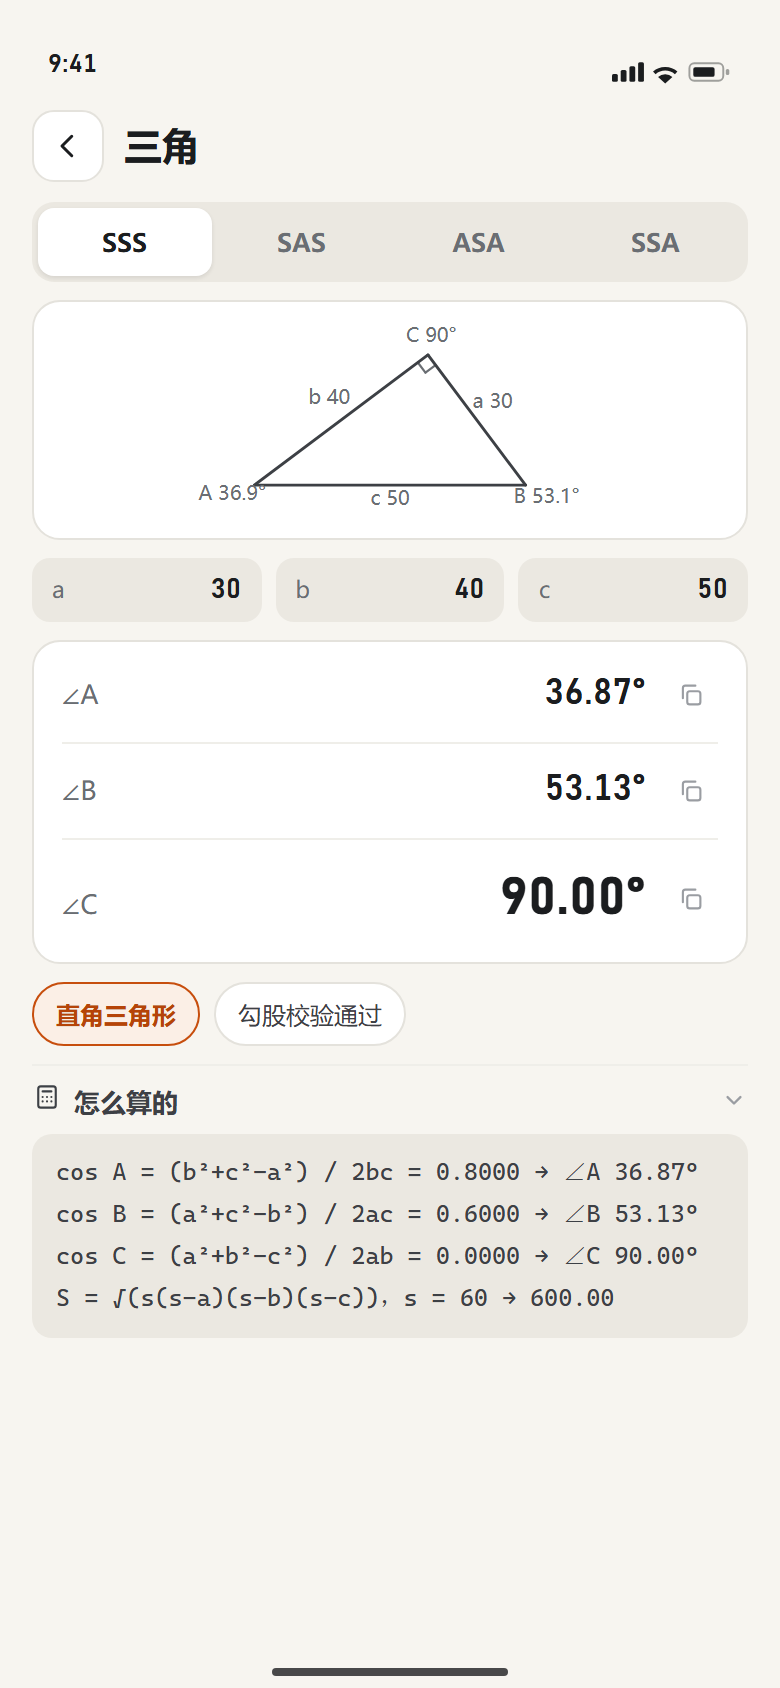 9:41
三角
SSS SAS ASA SSA
C 90°
b 40
a 30
A 36.9°
c 50
B 53.1°
a 30 b 40 c 50
∠A 36.87°
∠B 53.13°
∠C 90.00°
直角三角形 勾股校验通过
怎么算的
cos A = (b²+c²−a²) / 2bc = 0.8000 → ∠A 36.87°
cos B = (a²+c²−b²) / 2ac = 0.6000 → ∠B 53.13°
cos C = (a²+b²−c²) / 2ab = 0.0000 → ∠C 90.00°
S = √(s(s−a)(s−b)(s−c)), s = 60 → 600.00